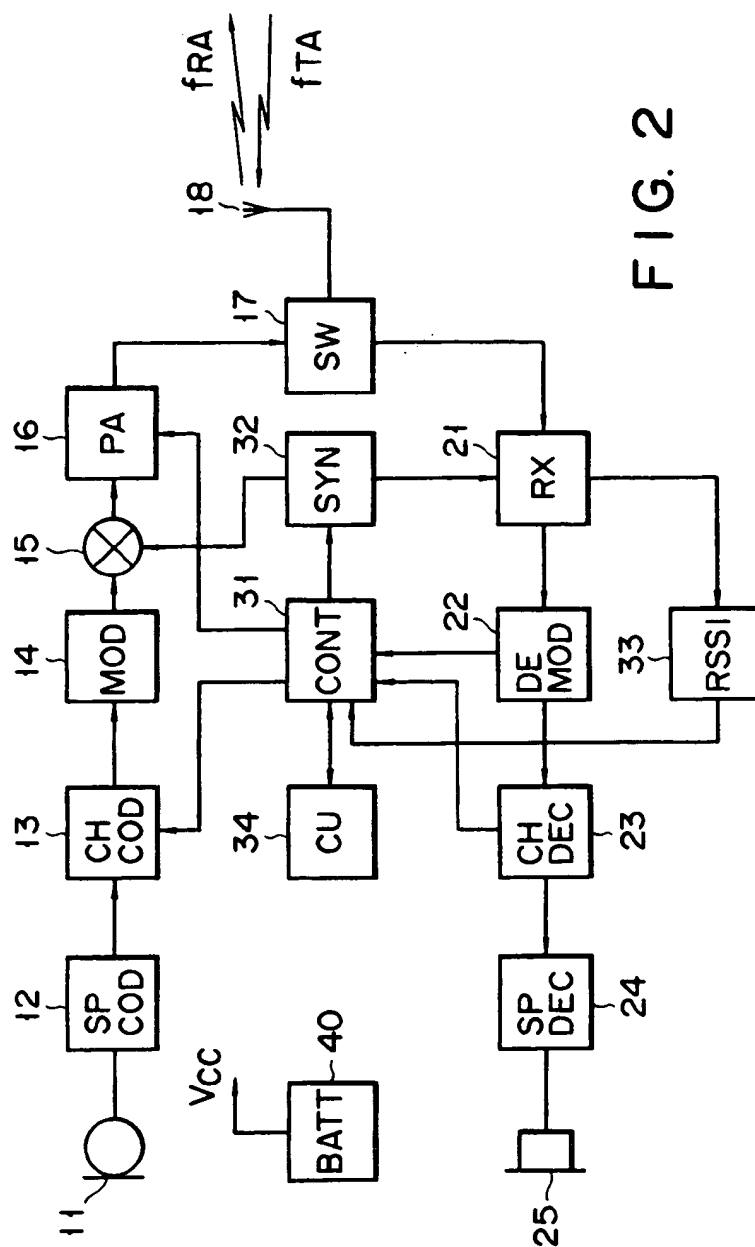 11
12
SP
COD
13
CH
COD
14
MOD
15
16
PA
VCC
40
BATT
34
CU
31
CONT
32
SYN
17
SW
18
fRA
fTA
25
24
SP
DEC
23
CH
DEC
22
DE
MOD
21
RX
33
RSSI
FIG. 2